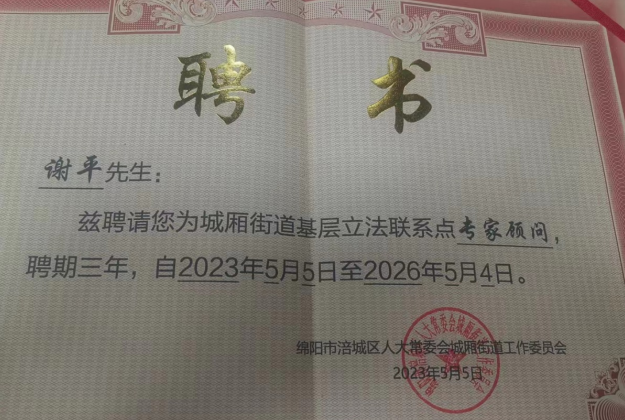 聘书
谢平先生：
兹聘请您为城厢街道基层立法联系点专家顾问，
聘期三年，自2023年5月5日至2026年5月4日。
绵阳市涪城区人大常委会城厢街道工作委员会
2023年5月5日